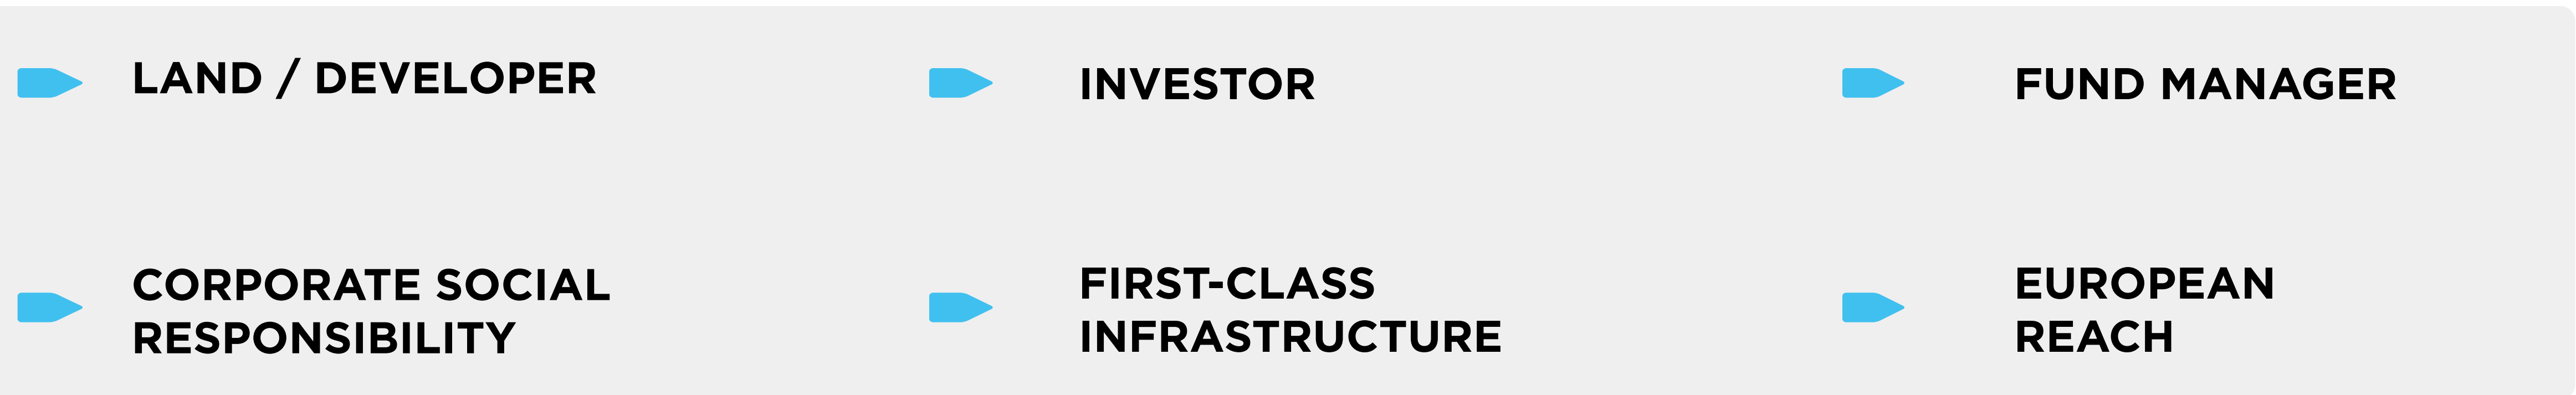 LAND / DEVELOPER
INVESTOR
FUND MANAGER
CORPORATE SOCIAL
RESPONSIBILITY
FIRST-CLASS
INFRASTRUCTURE
EUROPEAN
REACH